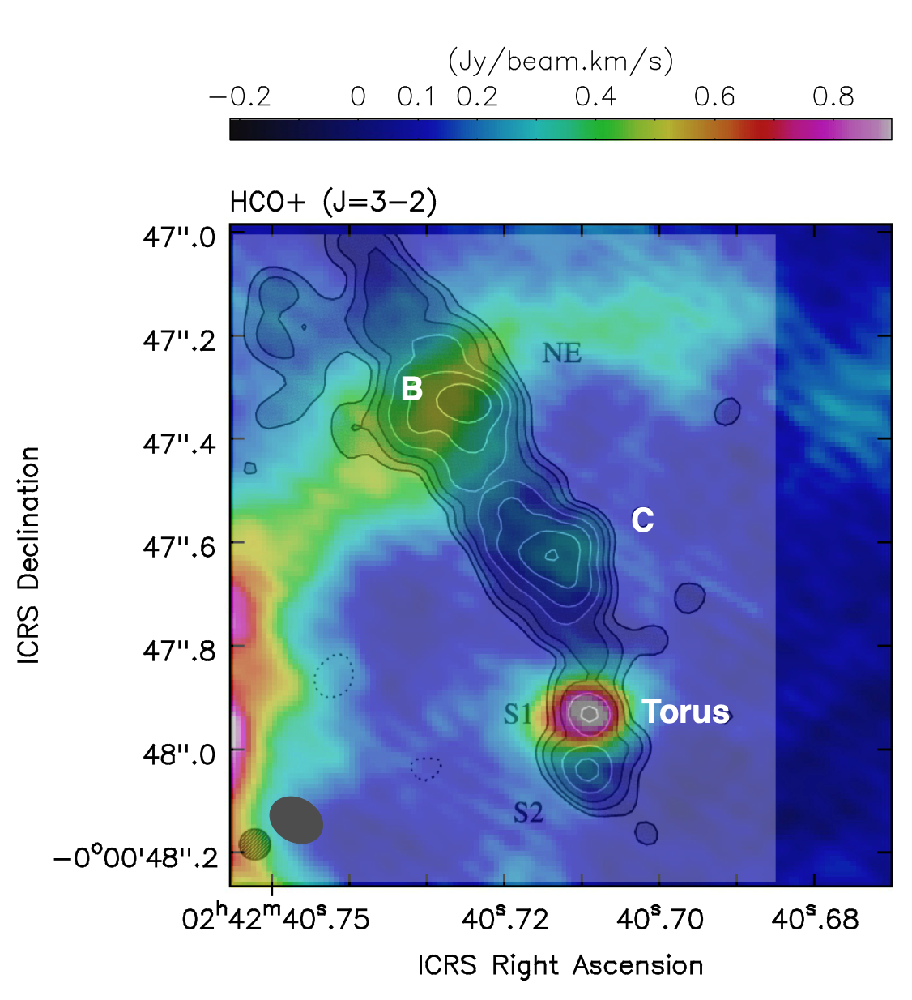 (Jy/beam.km/s)
−0.2 0 0.1 0.2 0.4 0.6 0.8
HCO+ (J=3−2)
47".0
47".2
NE
B
47".4
C
47".6
47".8
S1 Torus
48".0
S2
−0°00'48".2
02ʰ42ᵐ40ˢ.75 40ˢ.72 40ˢ.70 40ˢ.68
ICRS Right Ascension
ICRS Declination